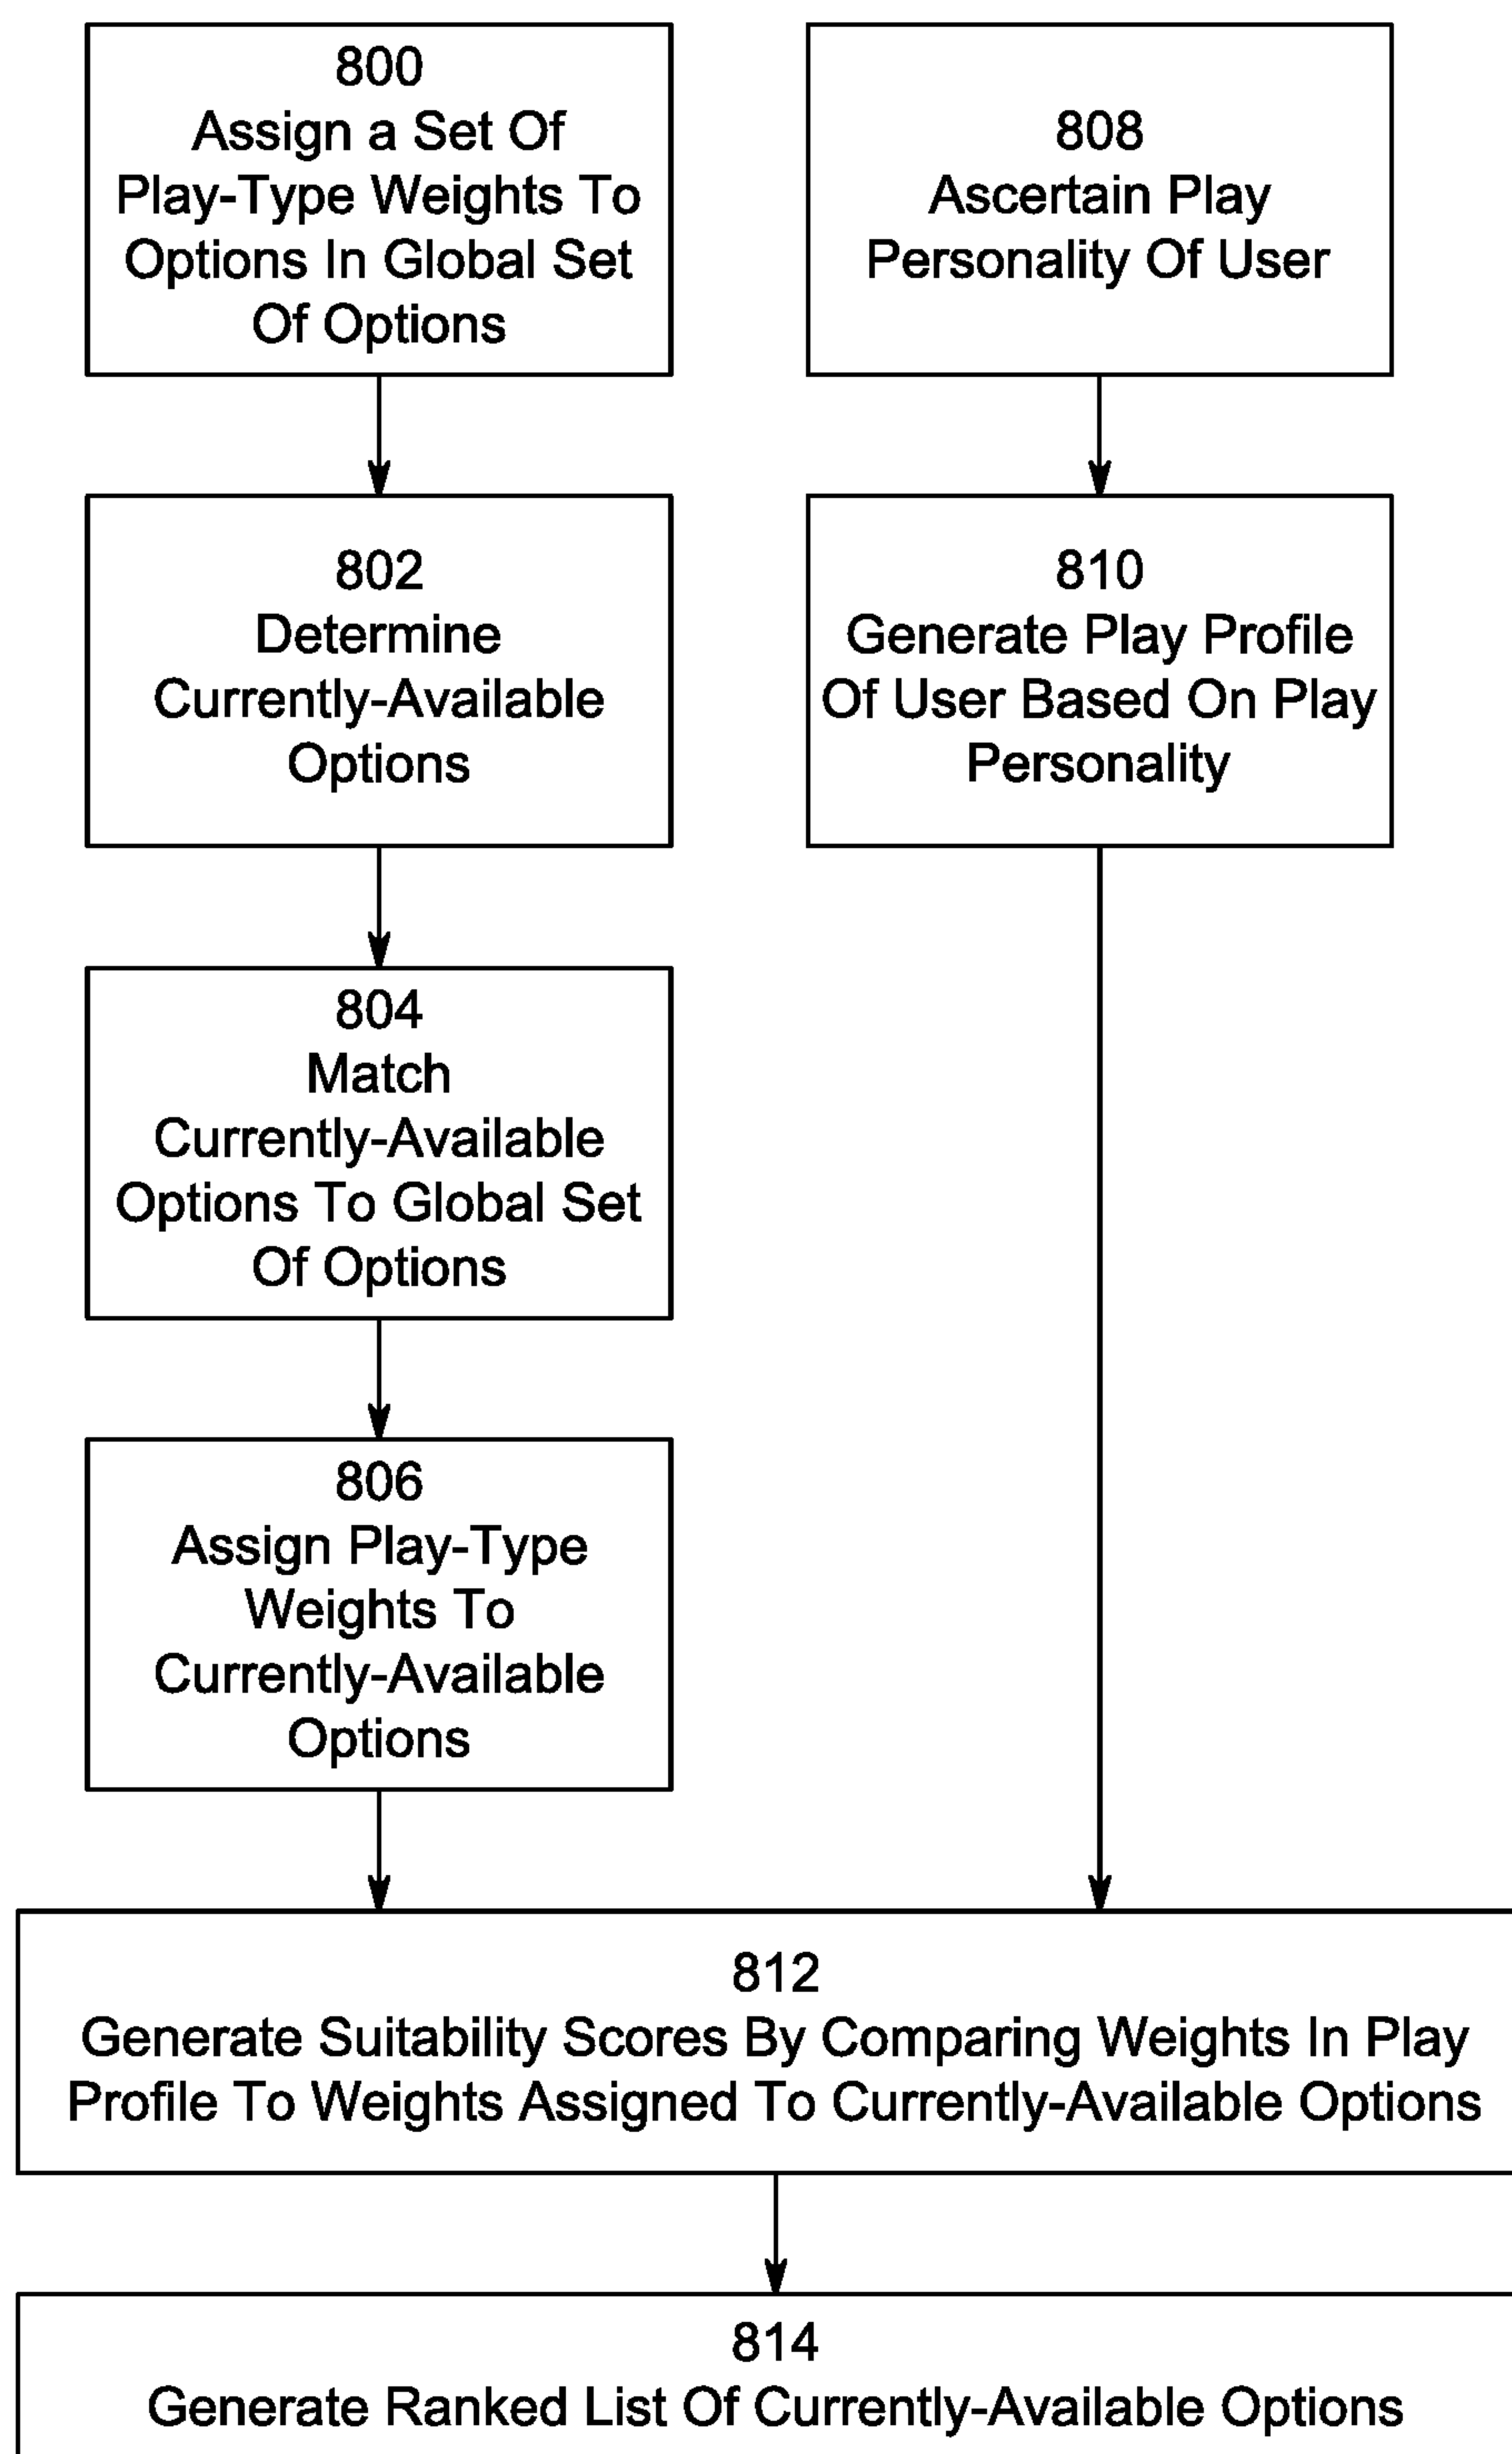 800
Assign a Set Of
Play-Type Weights To
Options In Global Set
Of Options
802
Determine
Currently-Available
Options
804
Match
Currently-Available
Options To Global Set
Of Options
806
Assign Play-Type
Weights To
Currently-Available
Options
808
Ascertain Play
Personality Of User
810
Generate Play Profile
Of User Based On Play
Personality
812
Generate Suitability Scores By Comparing Weights In Play
Profile To Weights Assigned To Currently-Available Options
814
Generate Ranked List Of Currently-Available Options